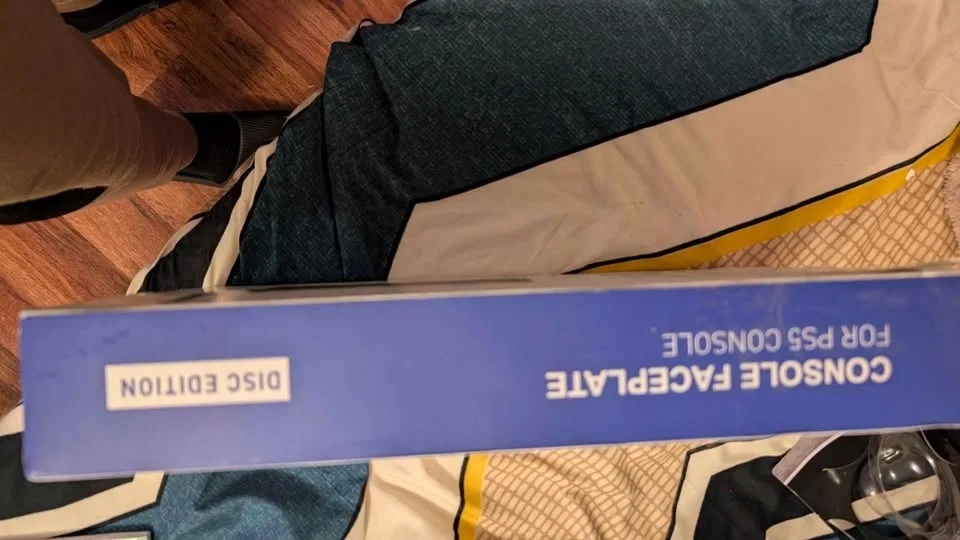 CONSOLE FACEPLATE
FOR PS5 CONSOLE
DISC EDITION